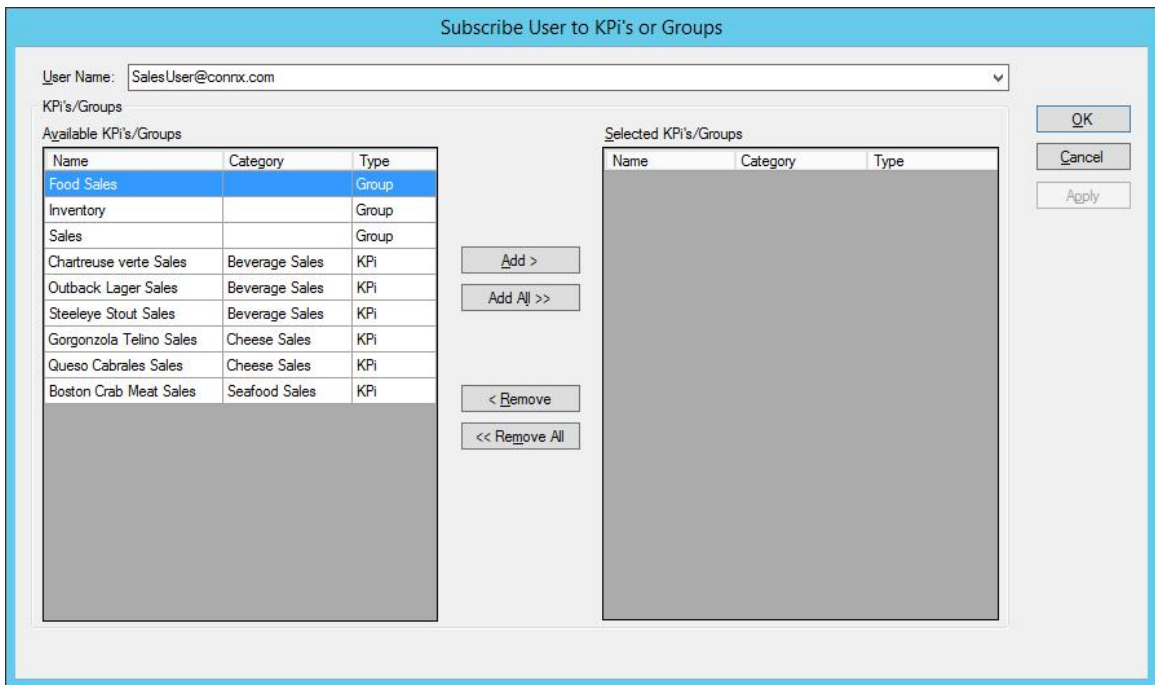 Subscribe User to KPi's or Groups
User Name: SalesUser@connx.com
KPi's/Groups
Available KPi's/Groups
Name Category Type
Food Sales Group
Inventory Group
Sales Group
Chartreuse verte Sales Beverage Sales KPi
Outback Lager Sales Beverage Sales KPi
Steeleye Stout Sales Beverage Sales KPi
Gorgonzola Telino Sales Cheese Sales KPi
Queso Cabrales Sales Cheese Sales KPi
Boston Crab Meat Sales Seafood Sales KPi
Add >
Add All >>
< Remove
<< Remove All
Selected KPi's/Groups
Name Category Type
OK
Cancel
Apply